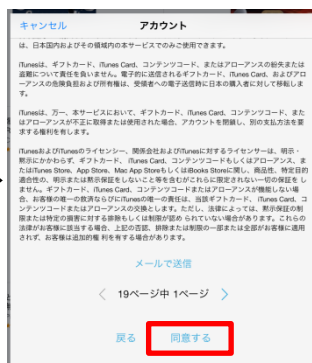 キャンセル アカウント
は、日本国内およびその領域内の本サービスでのみご使用できます。
iTunesは、ギフトカード、iTunes Card、コンテンツコード、またはアローアンスの紛失または
盗難について責任を負いません。電子的に送信されるギフトカード、iTunes Card、およびアロ
ーアンスの危険負担および所有権は、受領者への電子送信時に日本の購入者に対して移転しま
す。
iTunesは、万一、本サービスにおいて、ギフトカード、iTunes Card、コンテンツコード、また
はアローアンスが不正に取得または使用された場合、アカウントを閉鎖し、別の支払方法を要
求する権利を有します。
iTunesおよびiTunesのライセンシー、関係会社およびiTunesに対するライセンサーは、明示・
黙示にかかわらず、ギフトカード、iTunes Card、コンテンツコードもしくはアローアンス、ま
たはiTunes Store、App Store、Mac App StoreもしくはiBooks Storeに関し、商品性、特定目的
適合性の、明示または黙示保証をしないこと等を含むがこれらに限定されない一切の保証をし
ません。ギフトカード、iTunes Card、コンテンツコードまたはアローアンスが機能しない場
合、お客様の唯一の救済ならびにiTunesの唯一の責任は、当該ギフトカード、iTunes Card、コ
ンテンツコードまたはアローアンスの交換とします。ただし、法律によっては、黙示保証の制
限または特定の損害に対する排除もしくは制限が認められていない場合があります。これらの
法律がお客様に該当する場合、上記の否認、排除または制限の一部または全部がお客様に適用
されず、お客様は追加的権利を有する場合があります。
メールで送信
19ページ中 1ページ
戻る 同意する